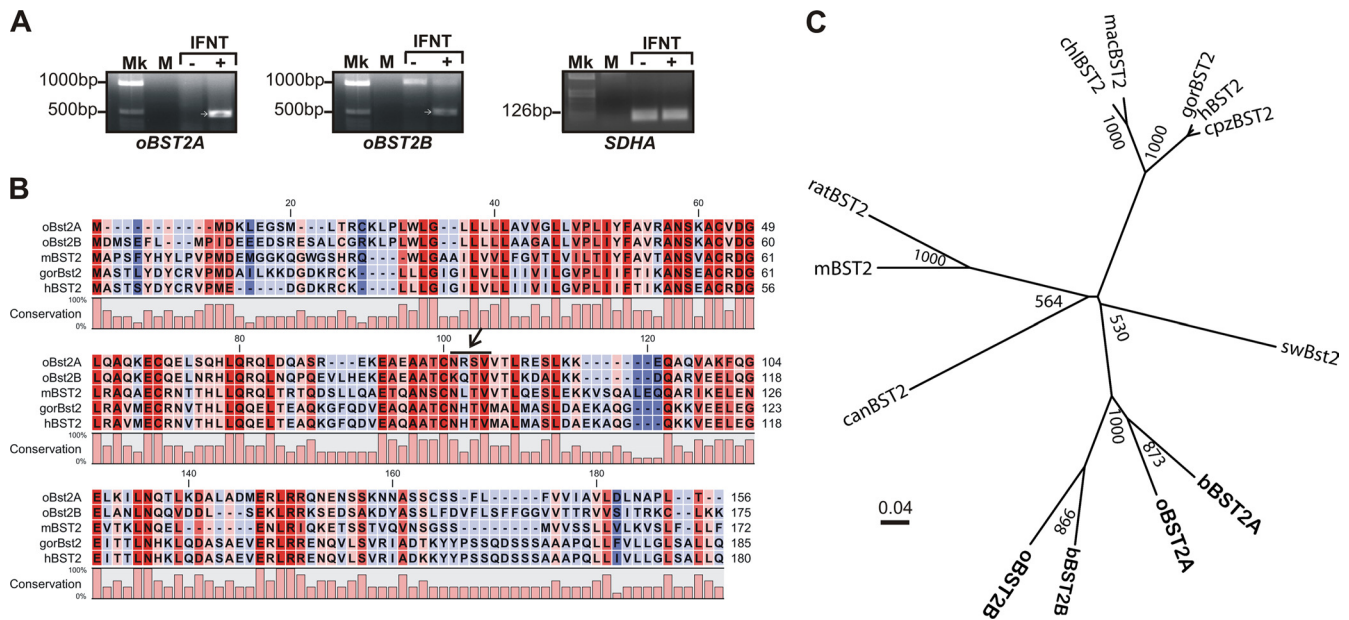 A
IFNT
Mk M - +
1000bp
500bp
oBST2A
IFNT
Mk M - +
1000bp
500bp
oBST2B
IFNT
Mk M - +
126bp
SDHA
B
20 40 60
oBst2A M-----------MDKLEGSM---LTRCKLPLWLG--LLLLLAVVGLLVPLIYFAVRANSKACVDG 49
oBst2B MDMSEFL---MPIDEEEDSRESALCGRKLPLWLG--LLLLLAAGALLVPLIYFAVRANSKACVDG 60
mBST2 MAPSFYHYLPVPMDEMGGKQGWGSHRQ----WLGAAILVVLFGVTLVILTIYFAVTANSVACRDG 61
gorBst2 MASTLYDYCRVPMDAILKKDGDKRCK----LLLGIGILVLLIIVILGVPLIIFTIKANSEACRDG 61
hBST2 MASTSYDYCRVPME-----DGDKRCK----LLLGIGILVLLIIVILGVPLIIFTIKANSEACRDG 56
100%
Conservation
0%
80 100 120
oBst2A LQAQKECQELSQHLQRQLDQASR---EKEAEAATCNRSVVTLRESLKK-------EQAQVAKFQG 104
oBst2B LQAQKECQELNRHLQRQLNQPQEVLHEKEAEAATCKQTVVTLKDALKK-------DQARVEELQG 118
mBST2 LRAQAECRNTTHLLQRQLTRTQDSLLQAETQANSCNLTVVTLQESLEKKVSQALEQQARIKELEN 126
gorBst2 LRAVMECRNVTHLLQQELTEAQKGFQDVEAQAATCNHTVMALMASLDAEKAQG---QKKVEELEG 123
hBST2 LRAVMECRNVTHLLQQELTEAQKGFQDVEAQAATCNHTVMALMASLDAEKAQG---QKKVEELEG 118
100%
Conservation
0%
140 160 180
oBst2A ELKILNQTLKDALADMERLRRQNENSSKNNASSCSS-FL-----FVVIAVLDLNAPL--T-- 156
oBst2B ELANLNQQVDDL----SEKLRRKSEDSAKDYASSLFDVFLSFFGGVVTTRVVSITRKC--LKK 175
mBST2 EVTKLNQEL--------ENLRIQKETSSTVQVNSGSS--------MVVSSLLVLKVSLF-LLF 172
gorBst2 EITTLNHKLQDASAEVERLRRENQVLSVRIADTKYYPSSQDSSSAAAPQLLFVLLGLSALLQ 185
hBST2 EITTLNHKLQDASAEVERLRRENQVLSVRIADKKYYPSSQDSSSAAAPQLLIVLLGLSALLQ 180
100%
Conservation
0%
C
macBST2
chlBST2
1000
gorBST2
hBST2
cpzBST2
1000
ratBST2
mBST2
1000
564
530
swBst2
canBST2
1000
873
bBST2A
oBST2A
998
bBST2B
oBST2B
0.04